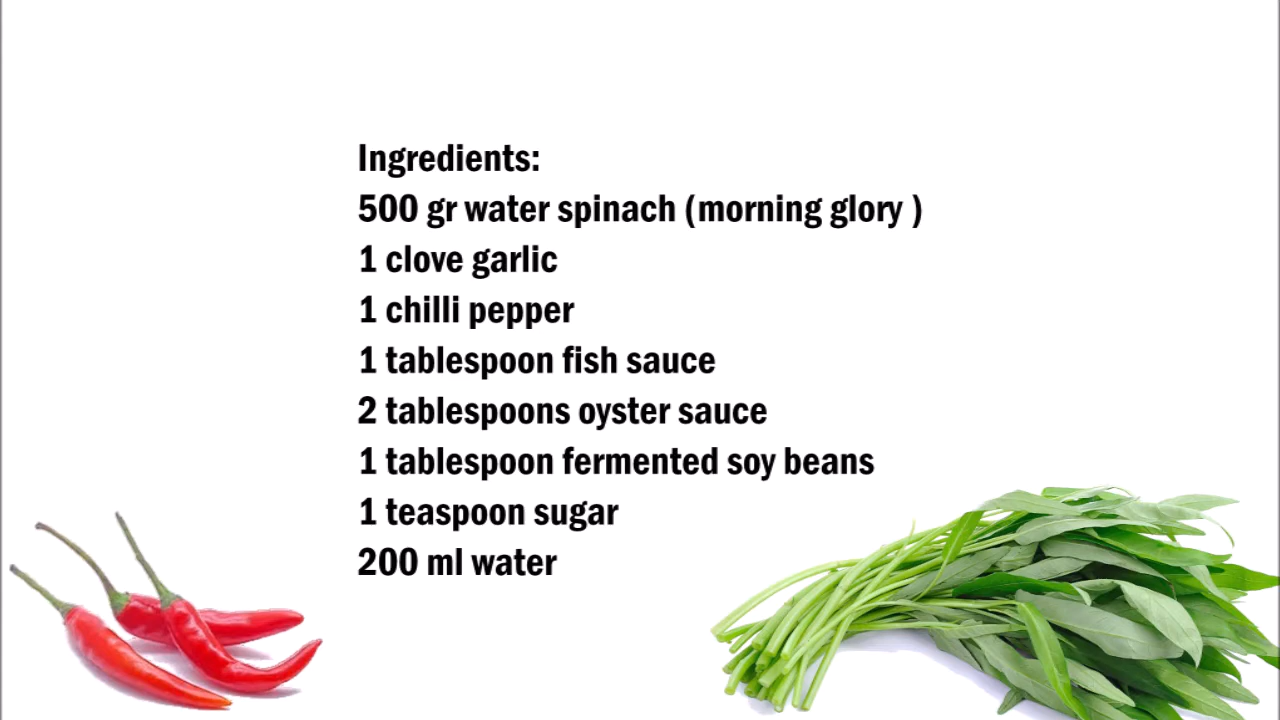 Ingredients:
500 gr water spinach (morning glory )
1 clove garlic
1 chilli pepper
1 tablespoon fish sauce
2 tablespoons oyster sauce
1 tablespoon fermented soy beans
1 teaspoon sugar
200 ml water